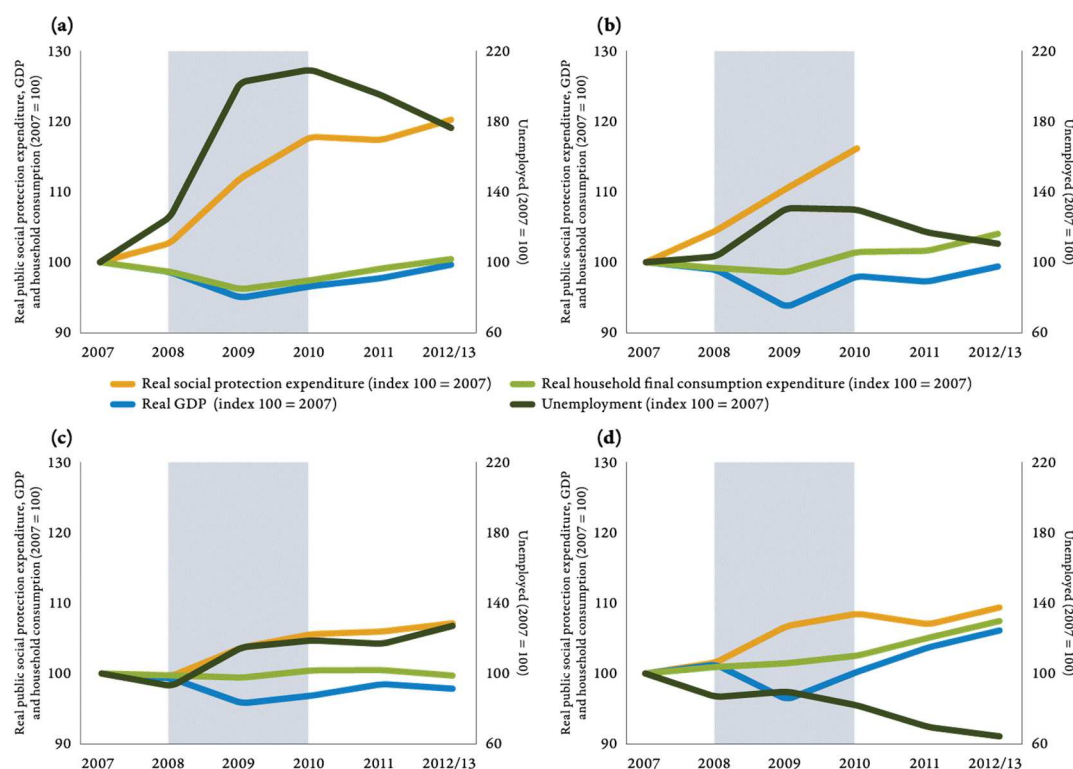 (a)
130
120
110
100
90
220
180
140
100
60
Real public social protection expenditure, GDP
and household consumption (2007 = 100)
Unemployed (2007 = 100)
2007 2008 2009 2010 2011 2012/13
(b)
130
120
110
100
90
220
180
140
100
60
Real public social protection expenditure, GDP
and household consumption (2007 = 100)
Unemployed (2007 = 100)
2007 2008 2009 2010 2011 2012/13
Real social protection expenditure (index 100 = 2007)
Real household final consumption expenditure (index 100 = 2007)
Real GDP (index 100 = 2007)
Unemployment (index 100 = 2007)
(c)
130
120
110
100
90
220
180
140
100
60
Real public social protection expenditure, GDP
and household consumption (2007 = 100)
Unemployed (2007 = 100)
2007 2008 2009 2010 2011 2012/13
(d)
130
120
110
100
90
220
180
140
100
60
Real public social protection expenditure, GDP
and household consumption (2007 = 100)
Unemployed (2007 = 100)
2007 2008 2009 2010 2011 2012/13